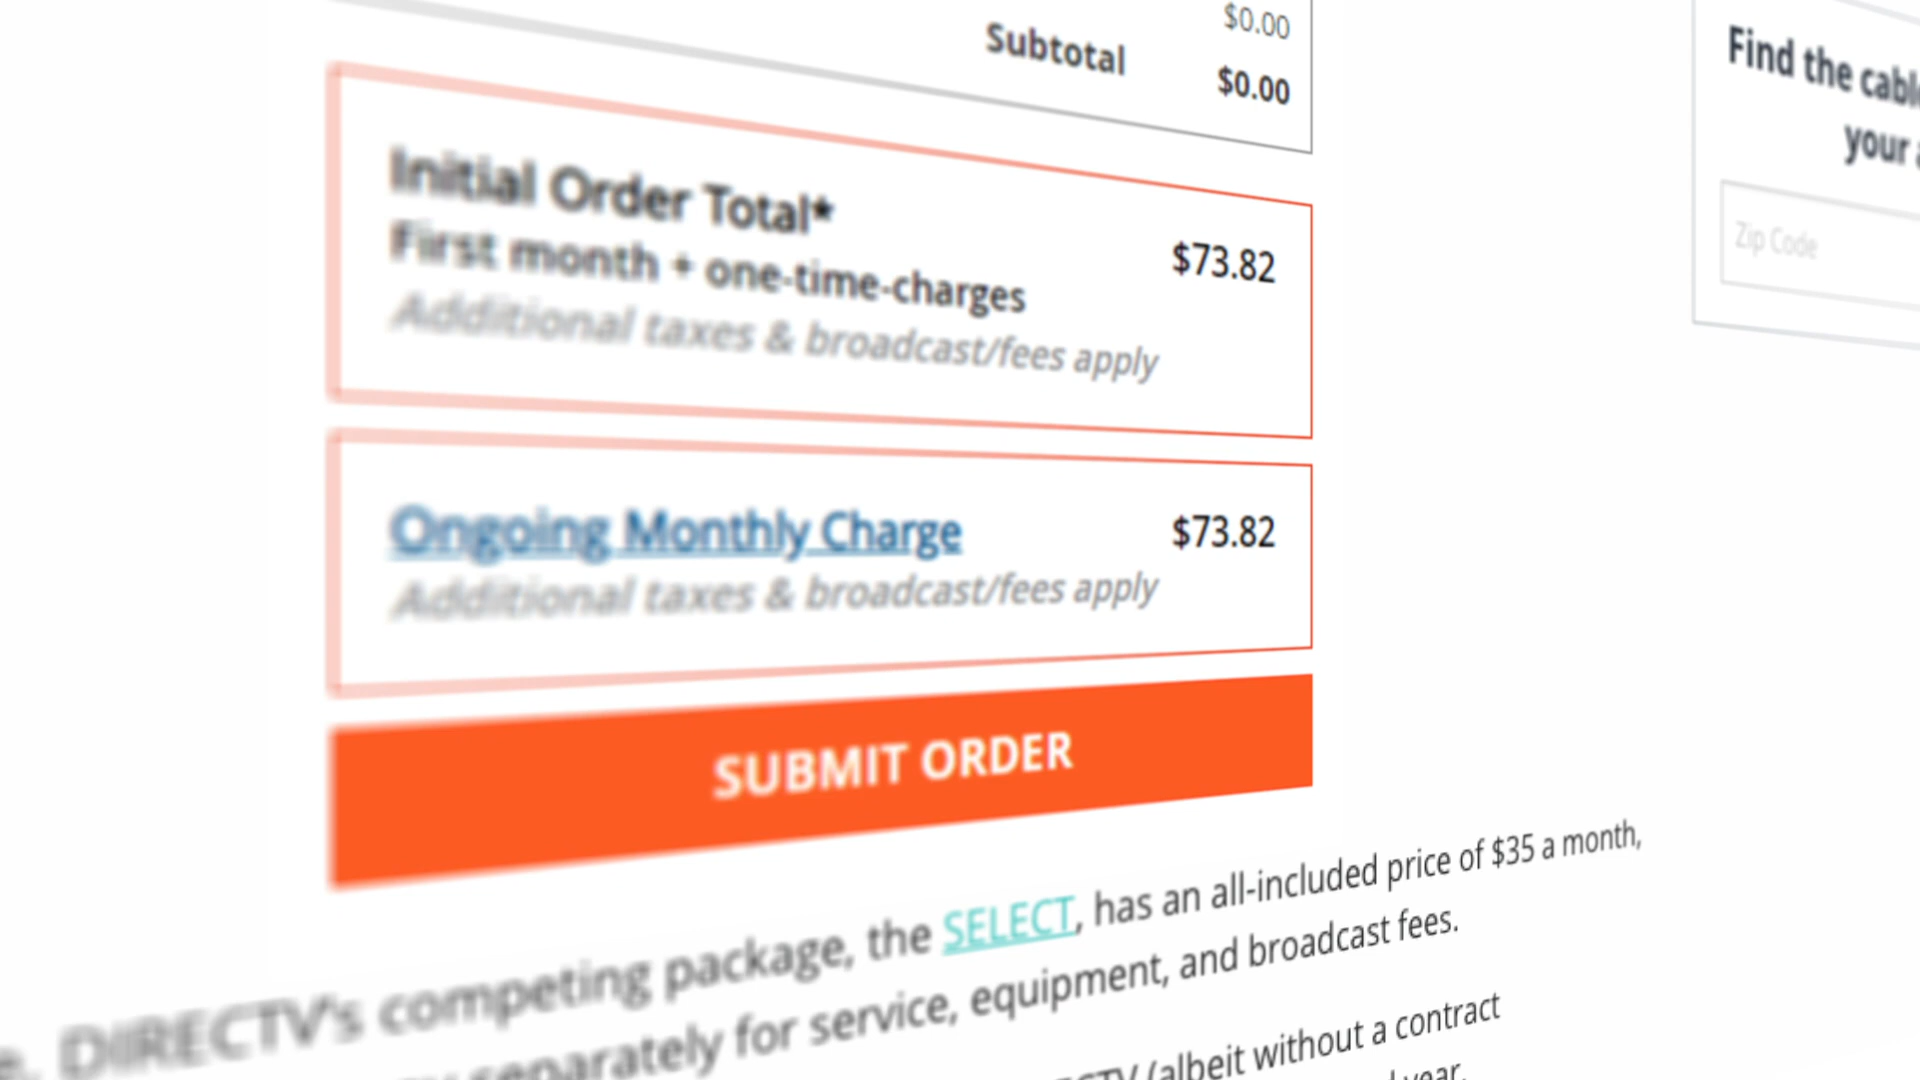 $0.00
Subtotal $0.00
Initial Order Total*
First month + one-time-charges
$73.82
Additional taxes & broadcast/fees apply
Ongoing Monthly Charge
$73.82
Additional taxes & broadcast/fees apply
SUBMIT ORDER
DIRECTV's competing package, the SELECT, has an all-included price of $35 a month,
separately for service, equipment, and broadcast fees.
(albeit without a contract
year.
Find the cable
your
Zip Code